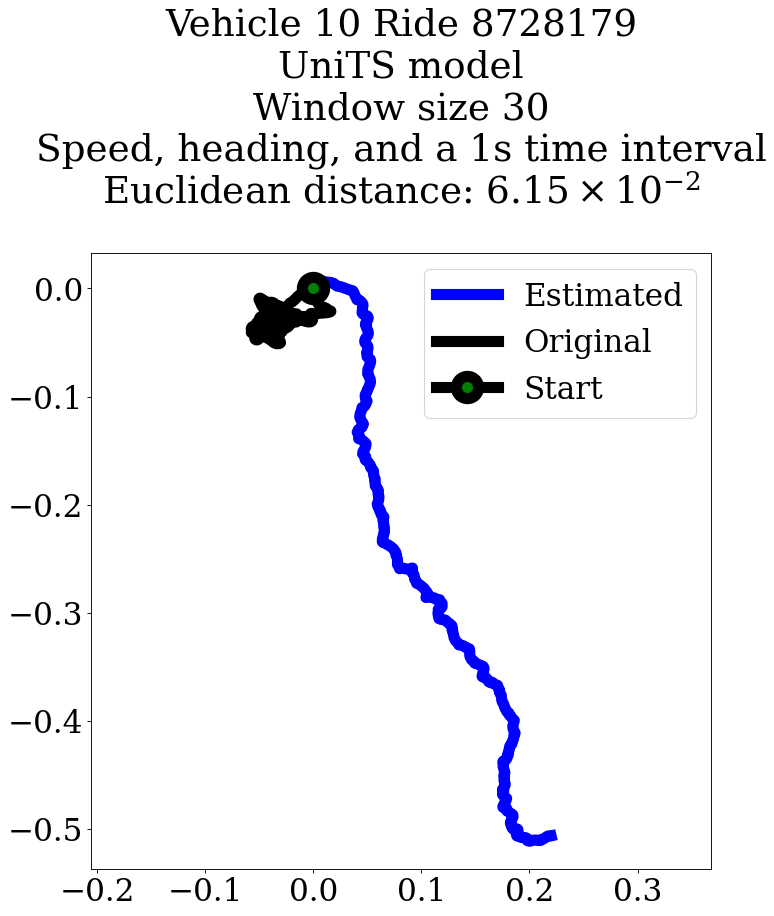 Vehicle 10 Ride 8728179
UniTS model
Window size 30
Speed, heading, and a 1s time interval
Euclidean distance: 6.15 × 10⁻²
Estimated
Original
Start
0.0
−0.1
−0.2
−0.3
−0.4
−0.5
−0.2 −0.1 0.0 0.1 0.2 0.3